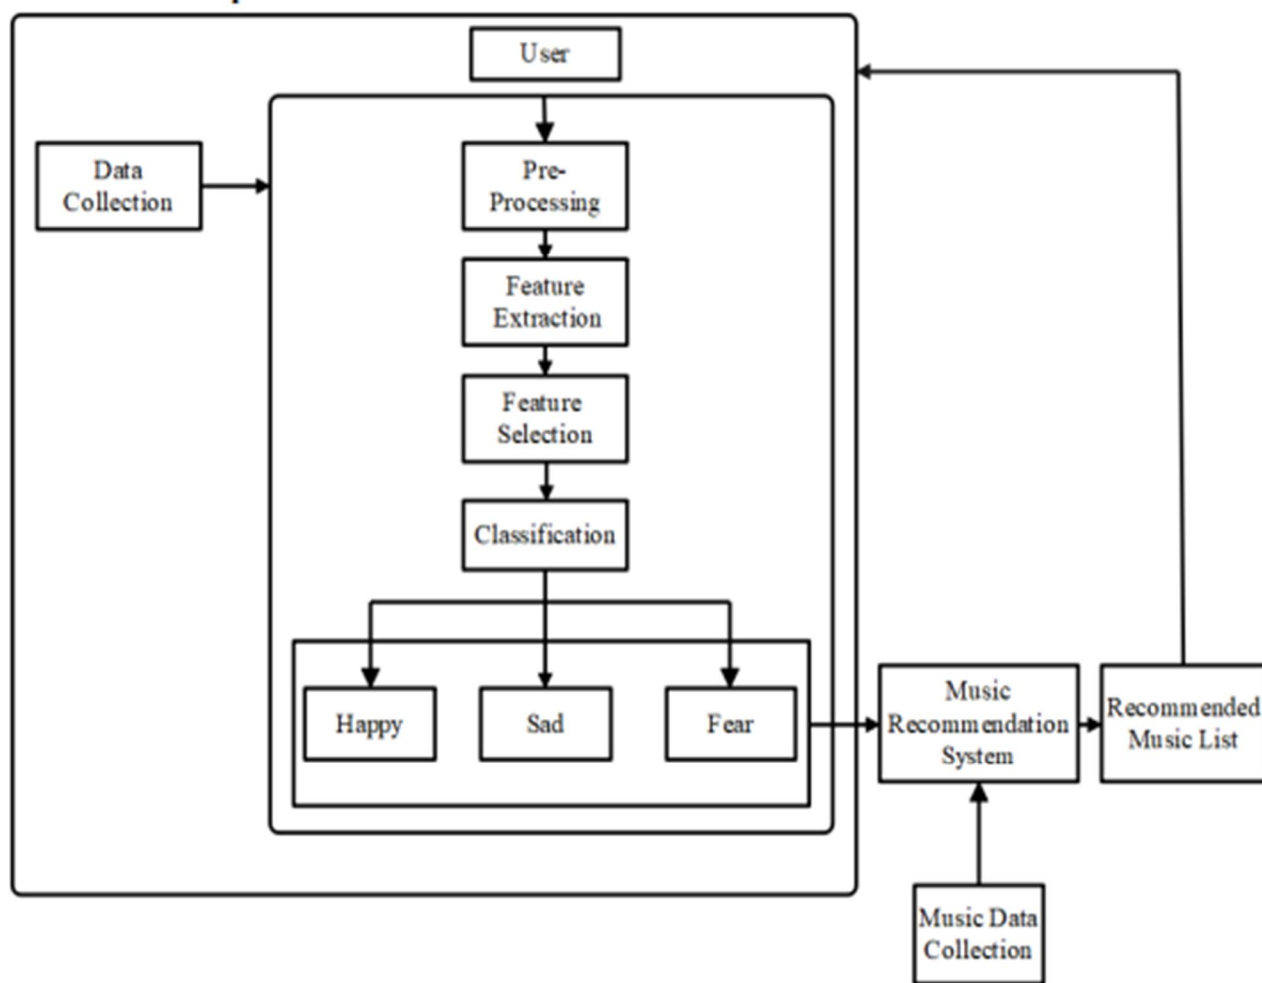 User
Data
Collection
Pre-
Processing
Feature
Extraction
Feature
Selection
Classification
Happy
Sad
Fear
Music
Recommendation
System
Recommended
Music List
Music Data
Collection